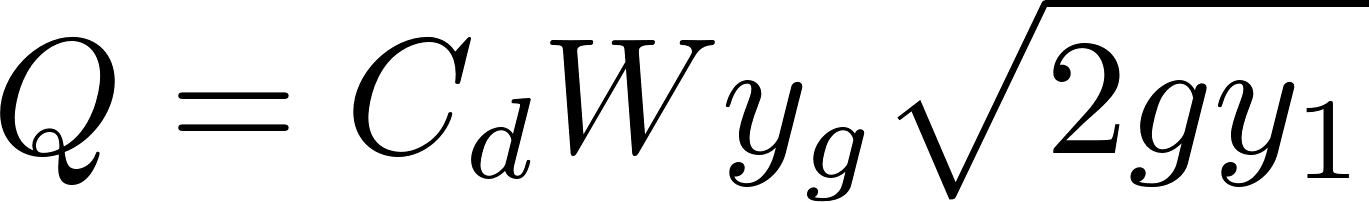 Q = C_d W y_g \sqrt{2 g y_1}